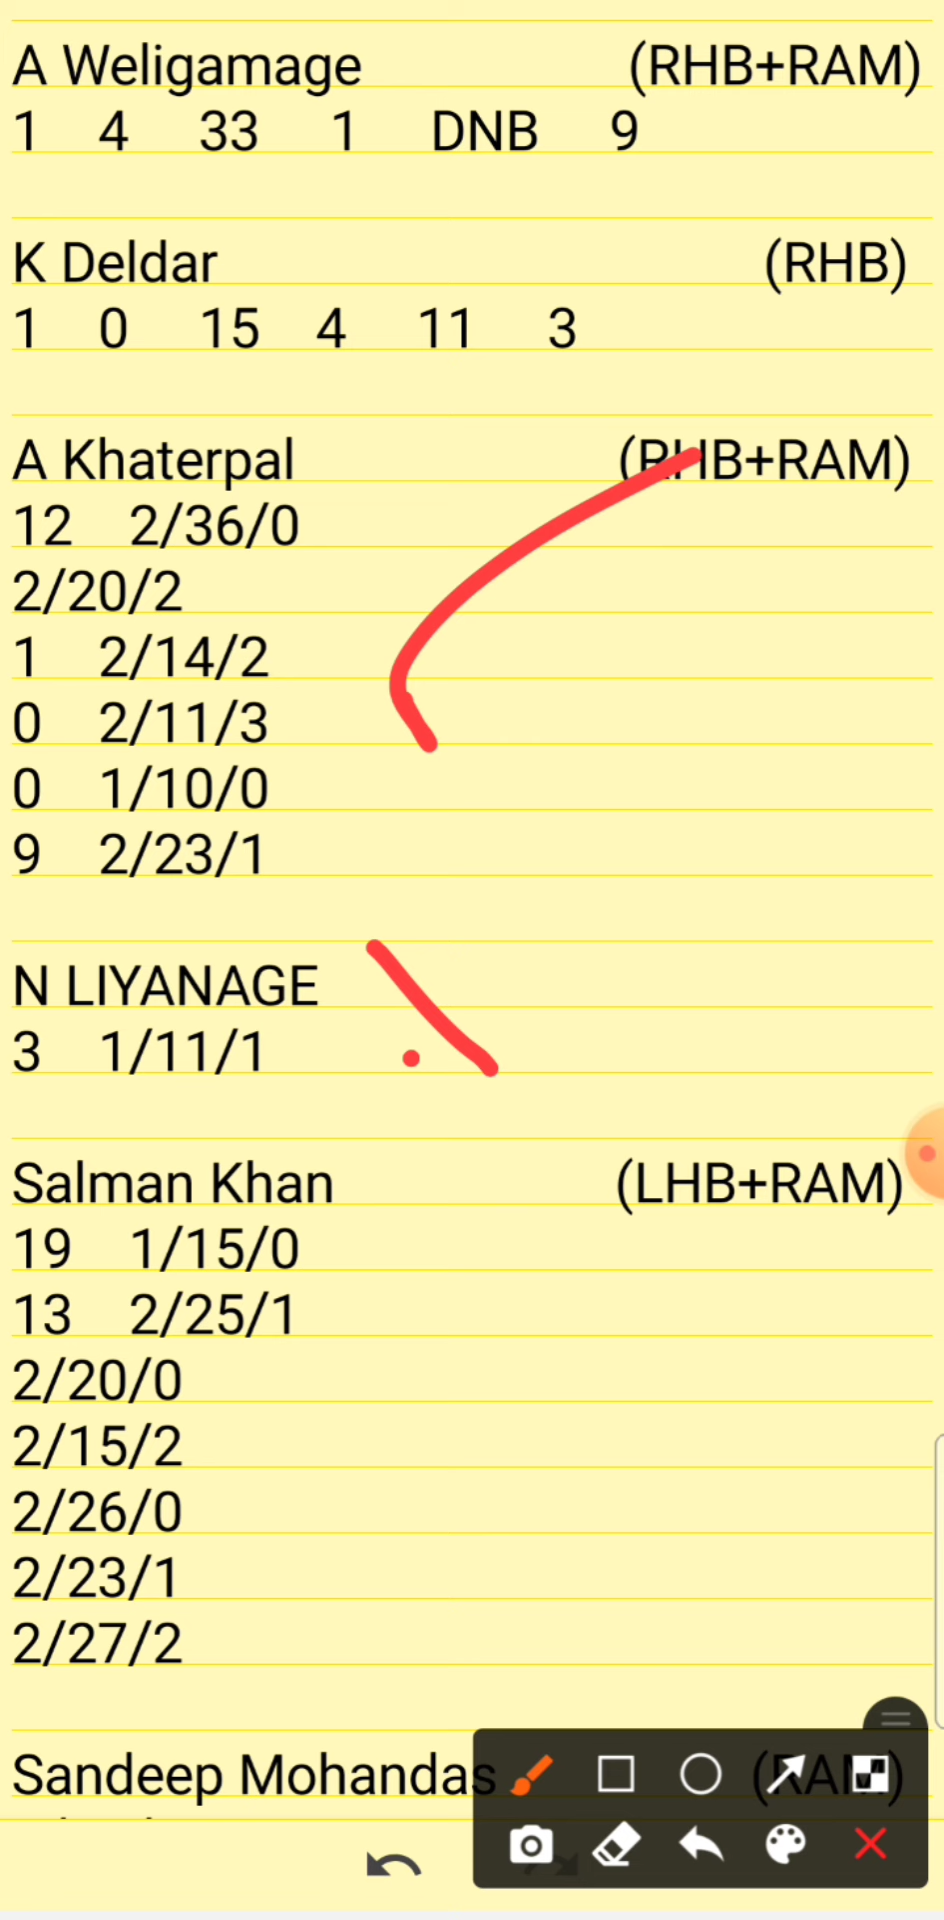 A Weligamage (RHB+RAM)
1 4 33 1 DNB 9
K Deldar (RHB)
1 0 15 4 11 3
A Khaterpal (RHB+RAM)
12 2/36/0
2/20/2
1 2/14/2
0 2/11/3
0 1/10/0
9 2/23/1
N LIYANAGE
3 1/11/1
Salman Khan (LHB+RAM)
19 1/15/0
13 2/25/1
2/20/0
2/15/2
2/26/0
2/23/1
2/27/2
Sandeep Mohandas (RAM)